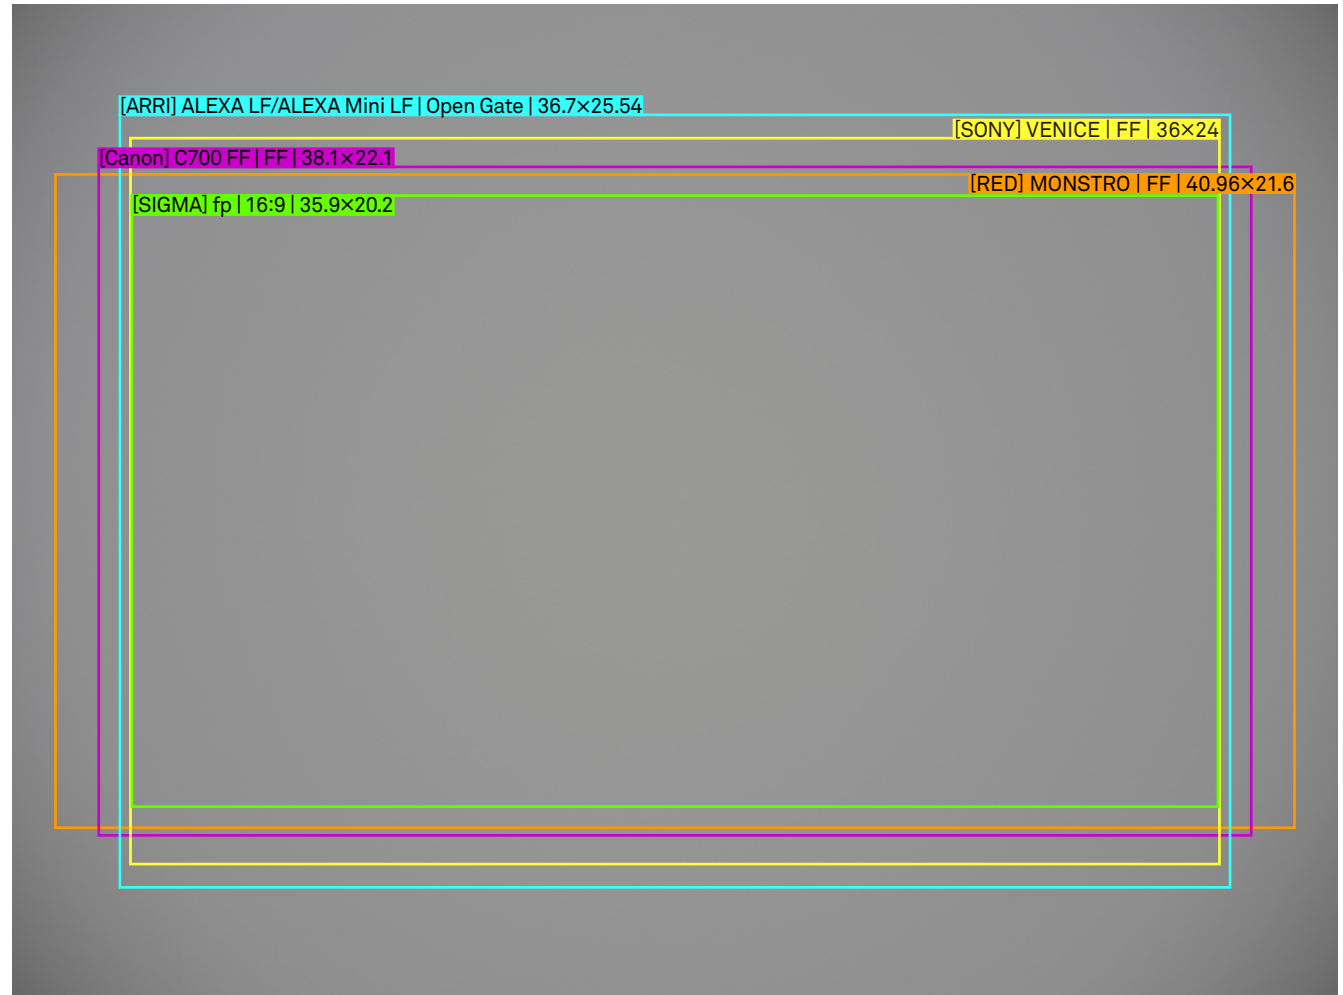 [ARRI] ALEXA LF/ALEXA Mini LF | Open Gate | 36.7×25.54
[SONY] VENICE | FF | 36×24
[Canon] C700 FF | FF | 38.1×22.1
[RED] MONSTRO | FF | 40.96×21.6
[SIGMA] fp | 16:9 | 35.9×20.2